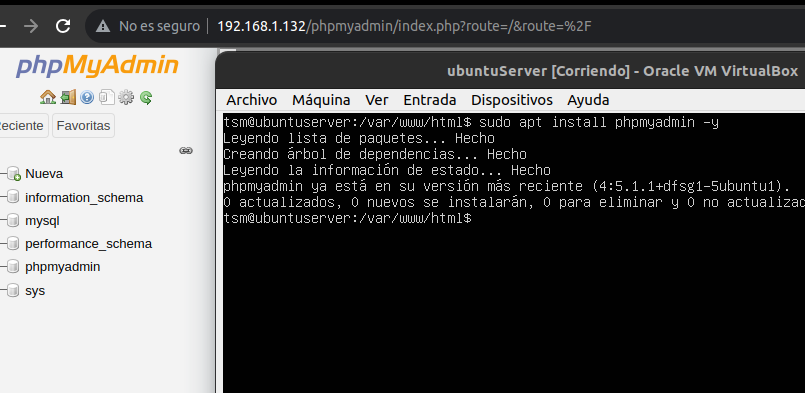 No es seguro 192.168.1.132/phpmyadmin/index.php?route=/&route=%2F
phpMyAdmin
eciente Favoritas
Nueva
information_schema
mysql
performance_schema
phpmyadmin
sys
ubuntuServer [Corriendo] - Oracle VM VirtualBox
Archivo Máquina Ver Entrada Dispositivos Ayuda
tsm@ubuntuserver:/var/www/html$ sudo apt install phpmyadmin -y
Leyendo lista de paquetes... Hecho
Creando árbol de dependencias... Hecho
Leyendo la información de estado... Hecho
phpmyadmin ya está en su versión más reciente (4:5.1.1+dfsg1-5ubuntu1).
0 actualizados, 0 nuevos se instalarán, 0 para eliminar y 0 no actualizad
tsm@ubuntuserver:/var/www/html$